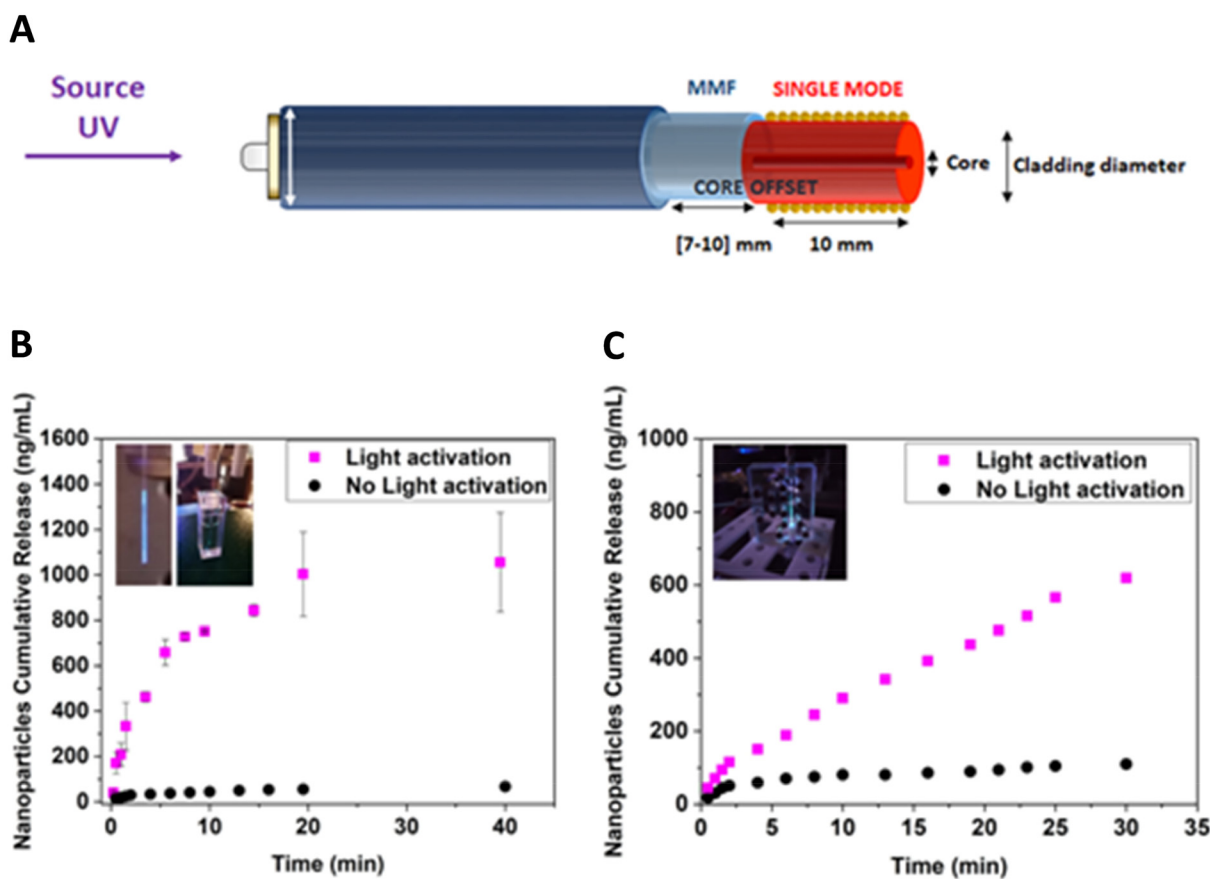 A
Source
UV
MMF
SINGLE MODE
Core
Cladding diameter
CORE OFFSET
[7-10] mm
10 mm
B
Nanoparticles Cumulative Release (ng/mL)
1600
1400
1200
1000
800
600
400
200
0
Light activation
No Light activation
0
10
20
30
40
Time (min)
C
Nanoparticles Cumulative Release (ng/mL)
1000
800
600
400
200
0
Light activation
No Light activation
0
5
10
15
20
25
30
35
Time (min)